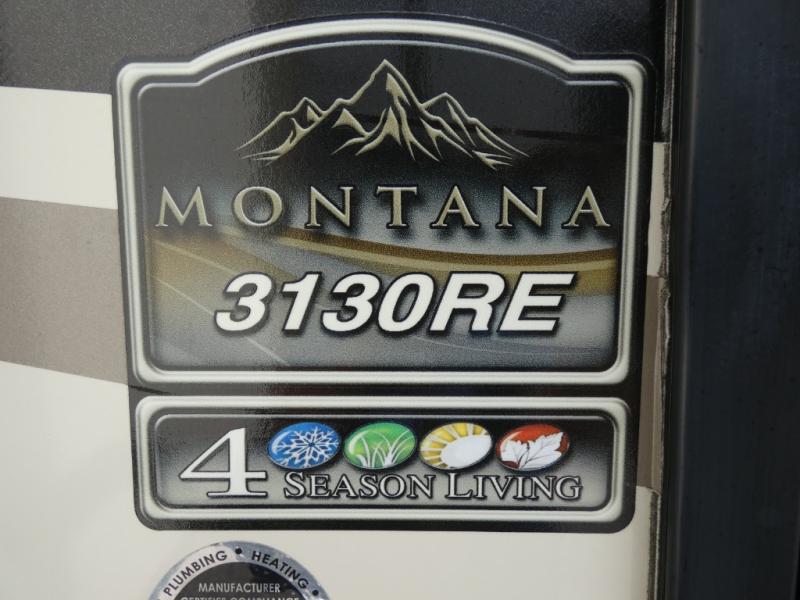 MONTANA
3130RE
4 SEASON LIVING
PLUMBING • HEATING •
MANUFACTURER